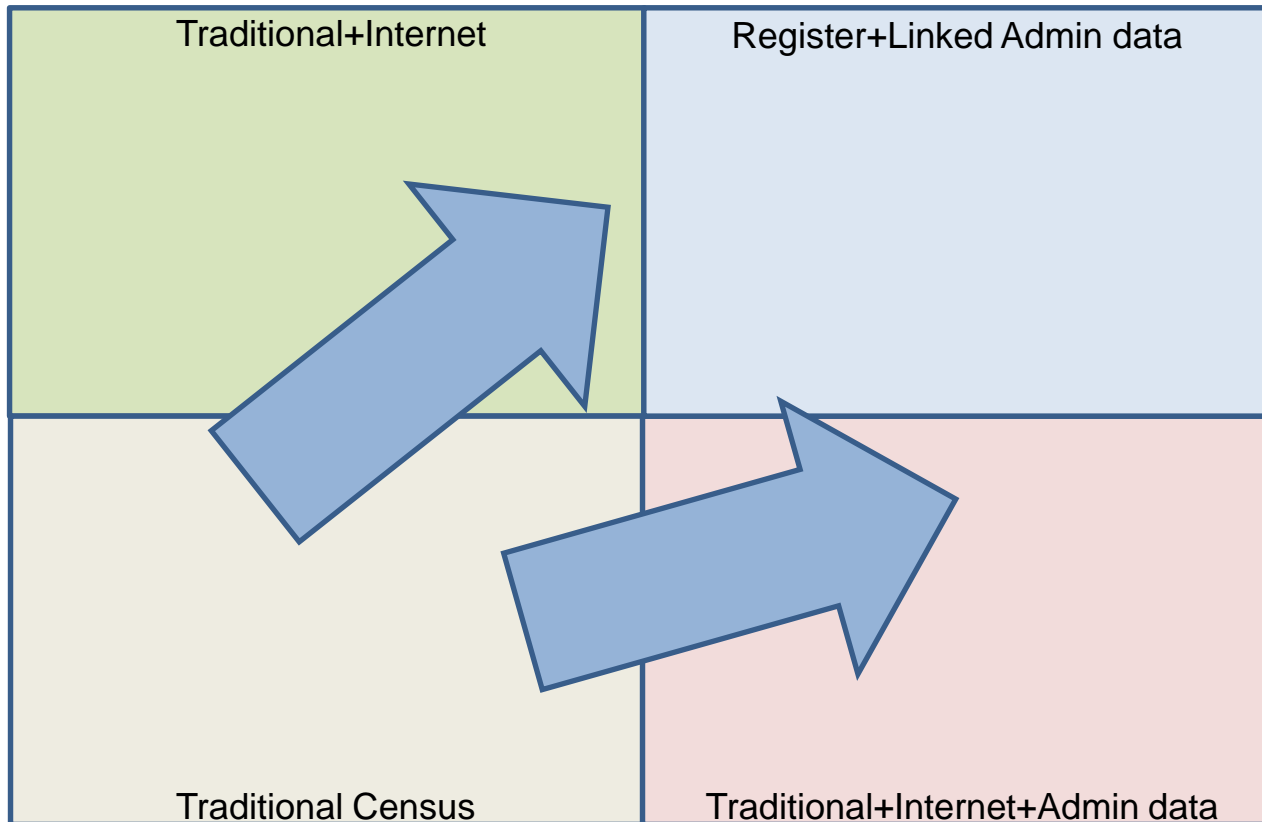 Traditional+Internet
Register+Linked Admin data
Traditional Census
Traditional+Internet+Admin data